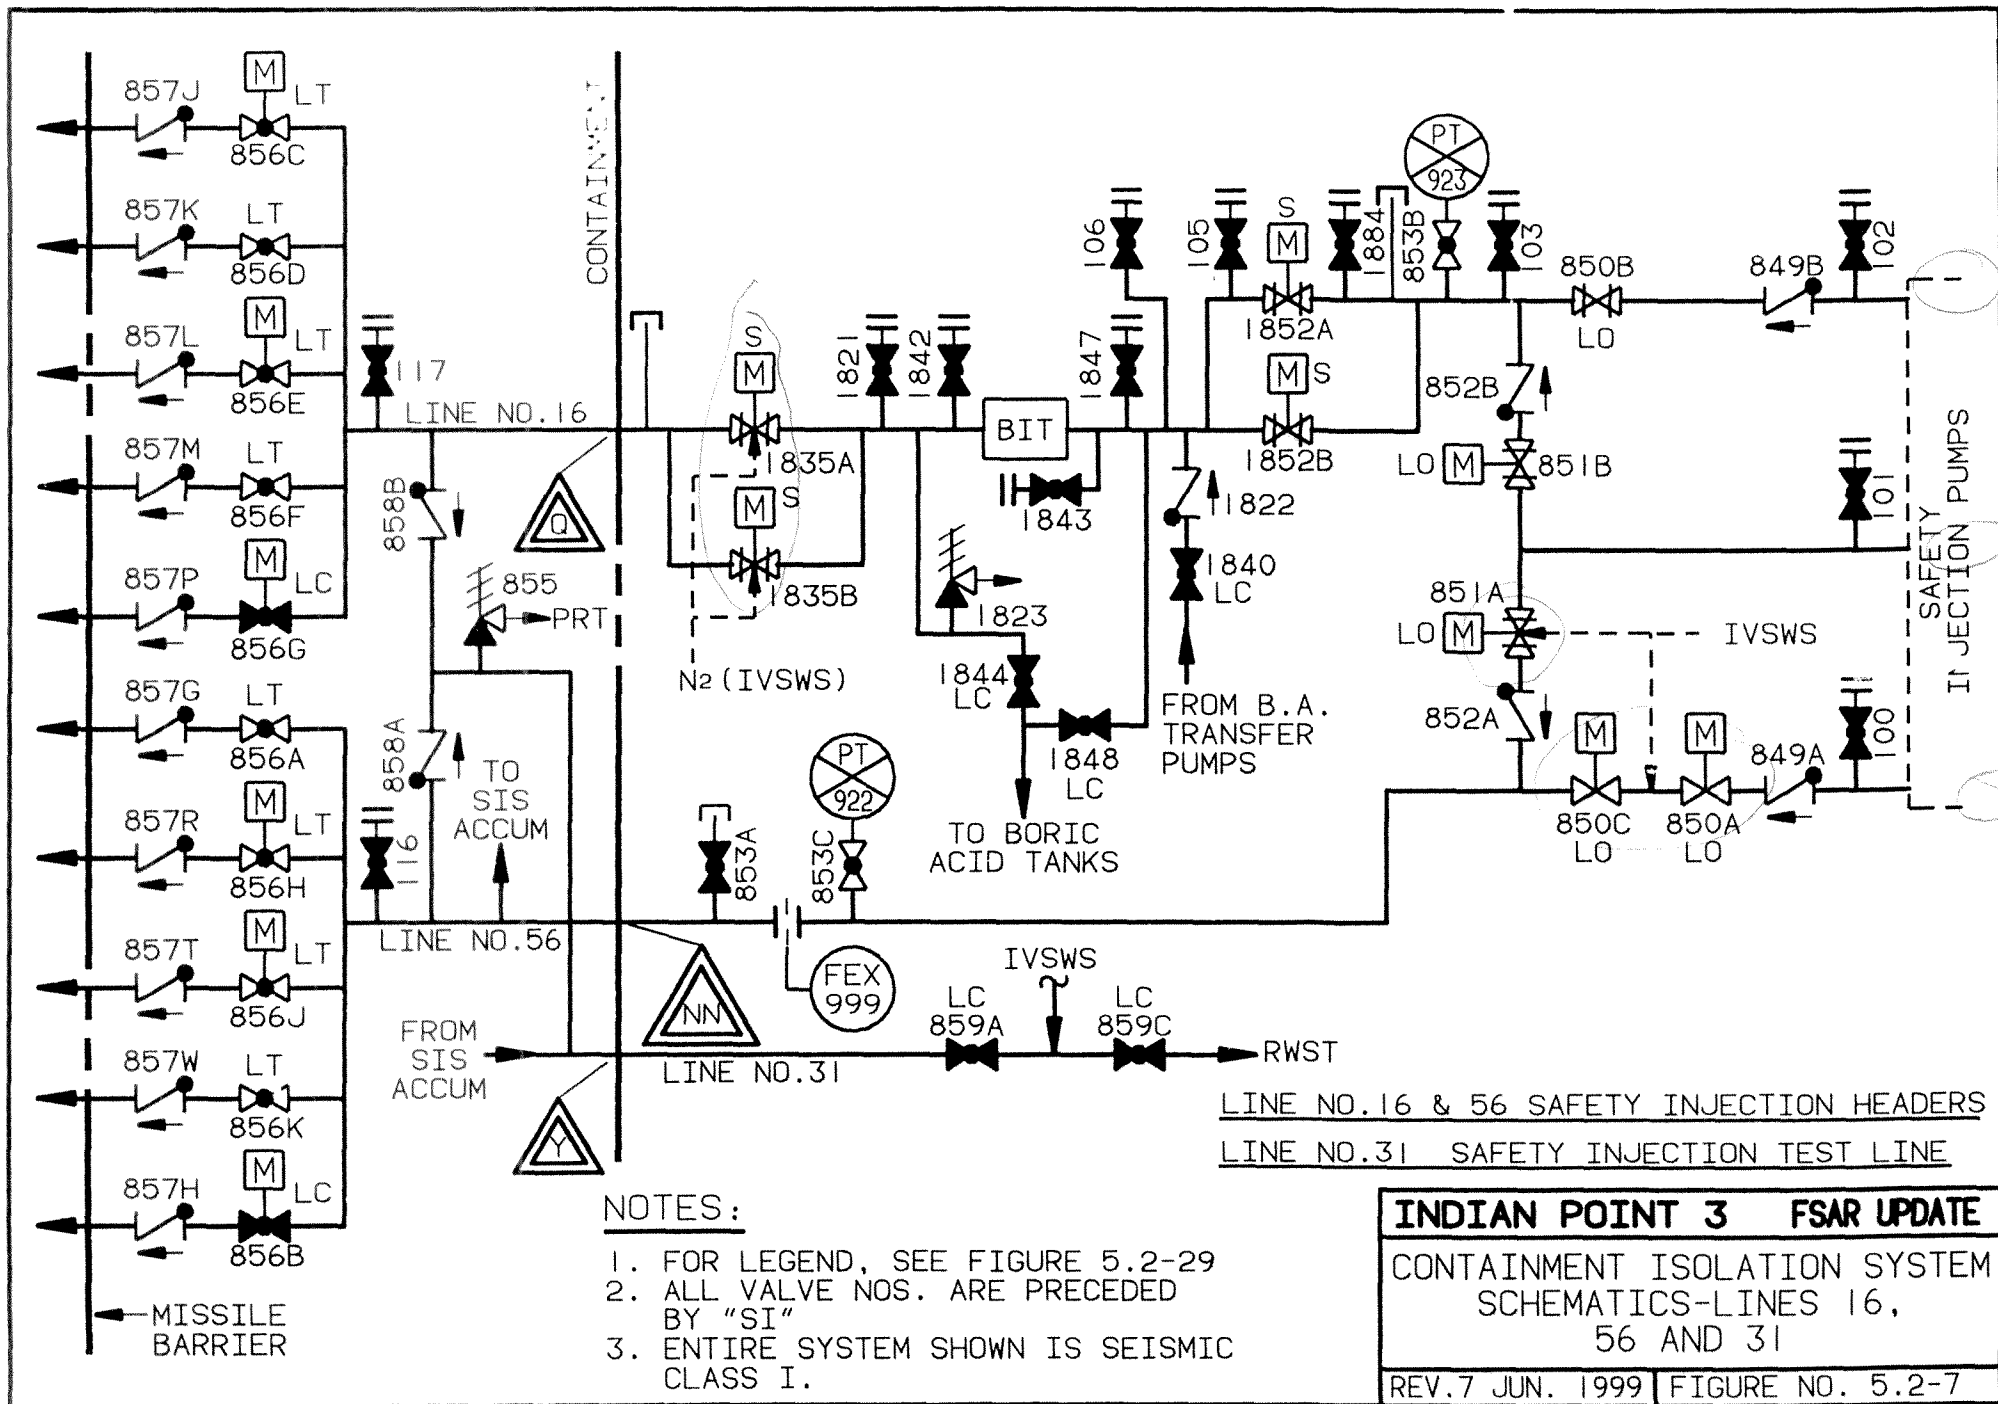 857J
M
LT
856C
857K
LT
856D
857L
M
LT
856E
857M
LT
856F
857P
M
LC
856G
857G
LT
856A
857R
M
LT
856H
857T
M
LT
856J
857W
LT
856K
857H
M
LC
856B
MISSILE
BARRIER
117
LINE NO.16
858B
855
PRT
858A
TO
SIS
ACCUM
116
LINE NO.56
FROM
SIS
ACCUM
CONTAINMENT
Q
NN
Y
S
M
1835A
M
S
1835B
N2 (IVSWS)
1821
1842
BIT
1847
1843
1823
1844
LC
1848
LC
TO BORIC
ACID TANKS
106
105
S
M
1852A
M
S
1852B
1822
1840
LC
FROM B.A.
TRANSFER
PUMPS
1884
853B
PT
923
103
850B
LO
849B
102
852B
LO
M
851B
101
851A
LO
M
IVSWS
852A
M
850C
LO
M
850A
LO
849A
100
SAFETY
INJECTION PUMPS
853A
PT
922
853C
FEX
999
IVSWS
LC
859A
LC
859C
RWST
LINE NO.31
LINE NO.16 & 56 SAFETY INJECTION HEADERS
LINE NO.31 SAFETY INJECTION TEST LINE
NOTES:
1. FOR LEGEND, SEE FIGURE 5.2-29
2. ALL VALVE NOS. ARE PRECEDED
BY "SI"
3. ENTIRE SYSTEM SHOWN IS SEISMIC
CLASS I.
INDIAN POINT 3 FSAR UPDATE
CONTAINMENT ISOLATION SYSTEM
SCHEMATICS-LINES 16,
56 AND 31
REV.7 JUN. 1999
FIGURE NO. 5.2-7